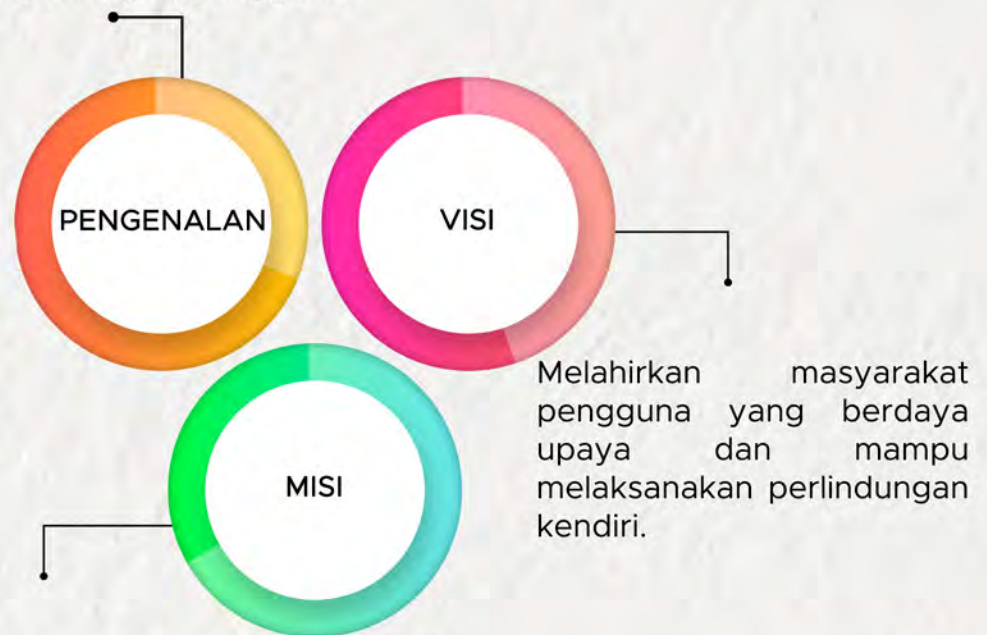 PENGENALAN
VISI
Melahirkan masyarakat
pengguna yang berdaya
upaya dan mampu
melaksanakan perlindungan
kendiri.
MISI